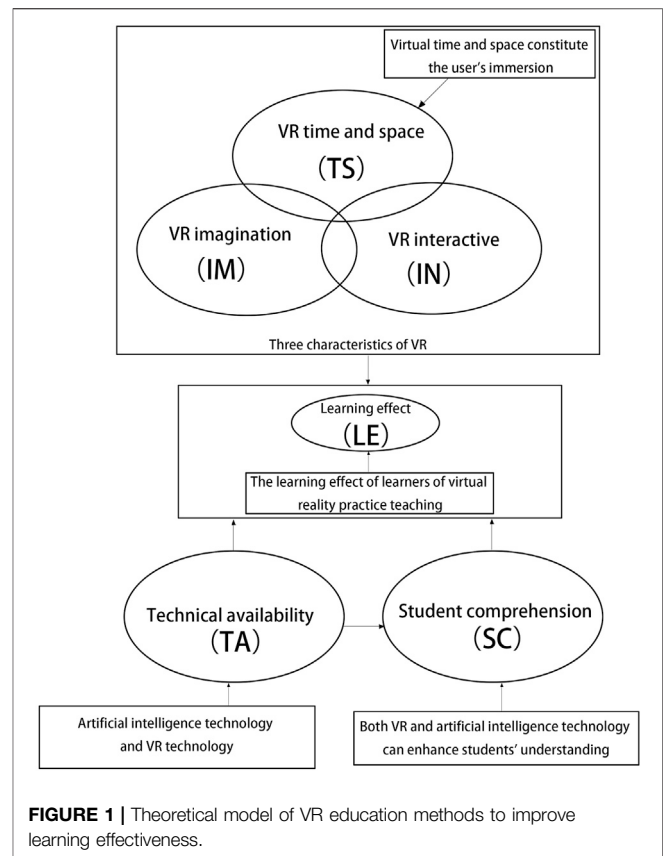 Virtual time and space constitute
the user's immersion
VR time and space
(TS)
VR imagination
(IM)
VR interactive
(IN)
Three characteristics of VR
Learning effect
(LE)
The learning effect of learners of virtual
reality practice teaching
Technical availability
(TA)
Student comprehension
(SC)
Artificial intelligence technology
and VR technology
Both VR and artificial intelligence technology
can enhance students' understanding
FIGURE 1 | Theoretical model of VR education methods to improve
learning effectiveness.